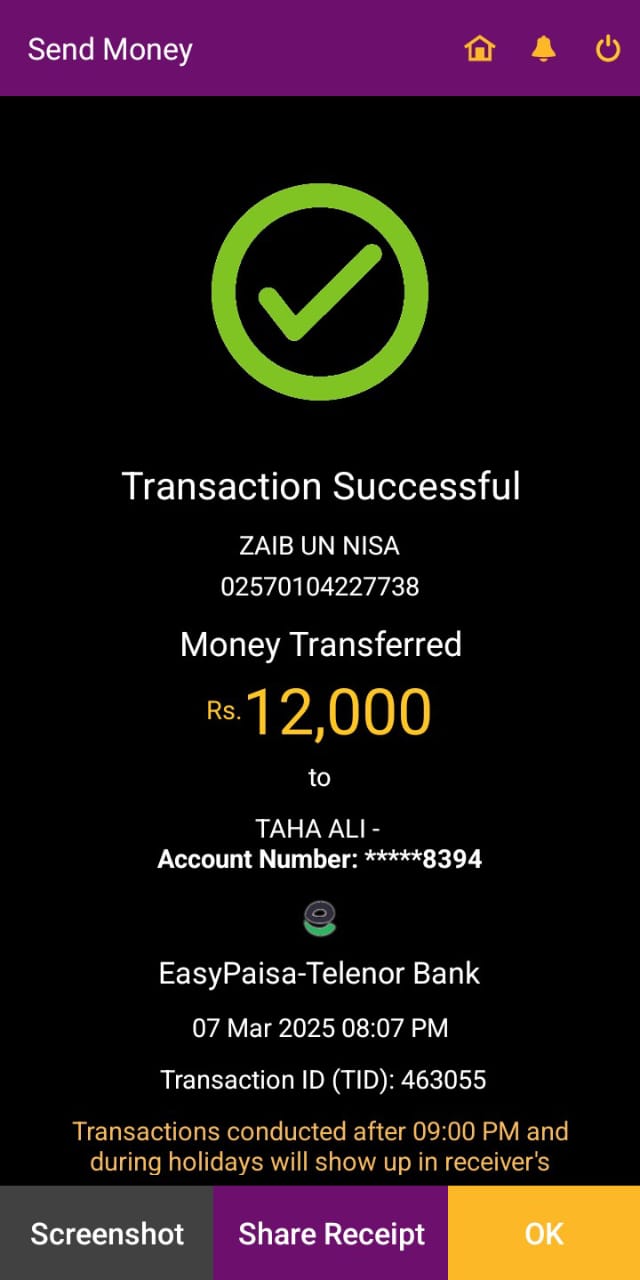 Send Money
Transaction Successful
ZAIB UN NISA
02570104227738
Money Transferred
Rs.12,000
to
TAHA ALI -
Account Number: *****8394
EasyPaisa-Telenor Bank
07 Mar 2025 08:07 PM
Transaction ID (TID): 463055
Transactions conducted after 09:00 PM and
during holidays will show up in receiver's
Screenshot
Share Receipt
OK